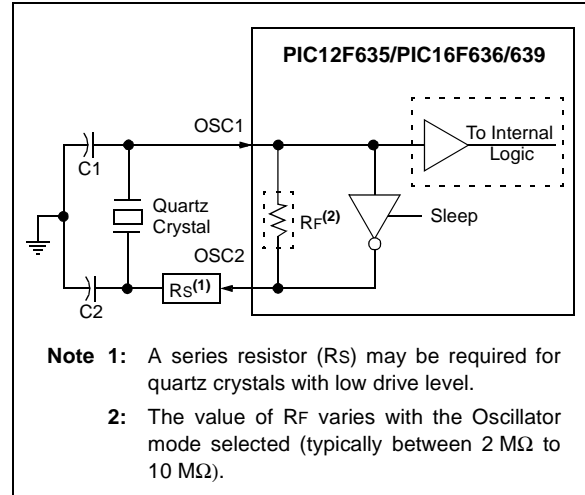 PIC12F635/PIC16F636/639
OSC1
To Internal
Logic
C1
Quartz
Crystal
RF(2)
Sleep
OSC2
RS(1)
C2
Note 1: A series resistor (RS) may be required for
quartz crystals with low drive level.
2: The value of RF varies with the Oscillator
mode selected (typically between 2 MΩ to
10 MΩ).